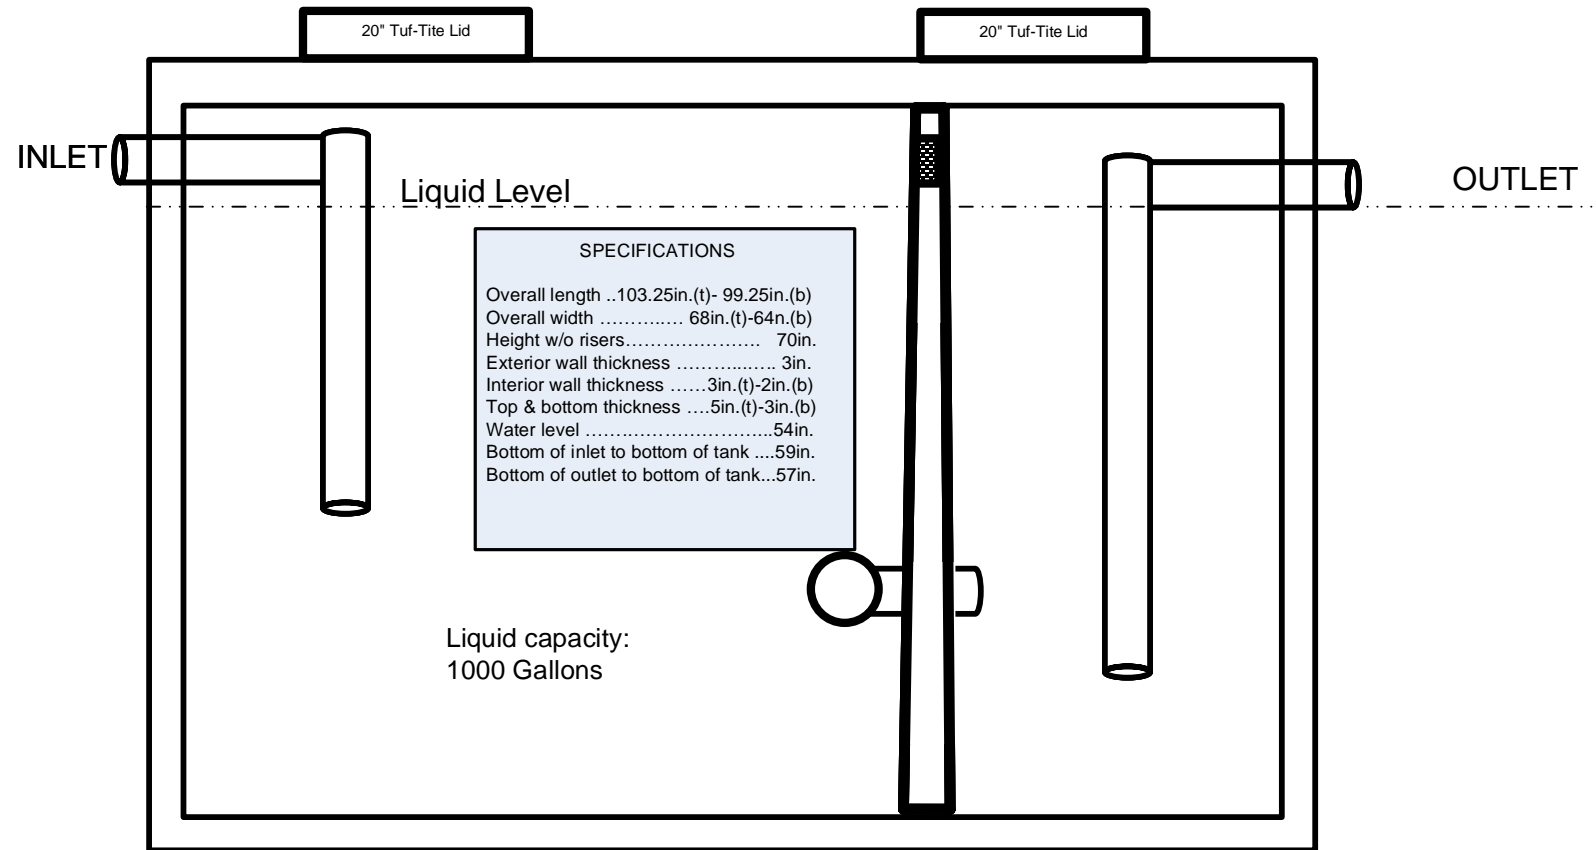 20" Tuf-Tite Lid
20" Tuf-Tite Lid
INLET
Liquid Level
OUTLET
SPECIFICATIONS
Overall length ..103.25in.(t)- 99.25in.(b)
Overall width ………..… 68in.(t)-64n.(b)
Height w/o risers…………………. 70in.
Exterior wall thickness ………....….. 3in.
Interior wall thickness ……3in.(t)-2in.(b)
Top & bottom thickness ….5in.(t)-3in.(b)
Water level ……..…………………...54in.
Bottom of inlet to bottom of tank ....59in.
Bottom of outlet to bottom of tank...57in.
Liquid capacity:
1000 Gallons